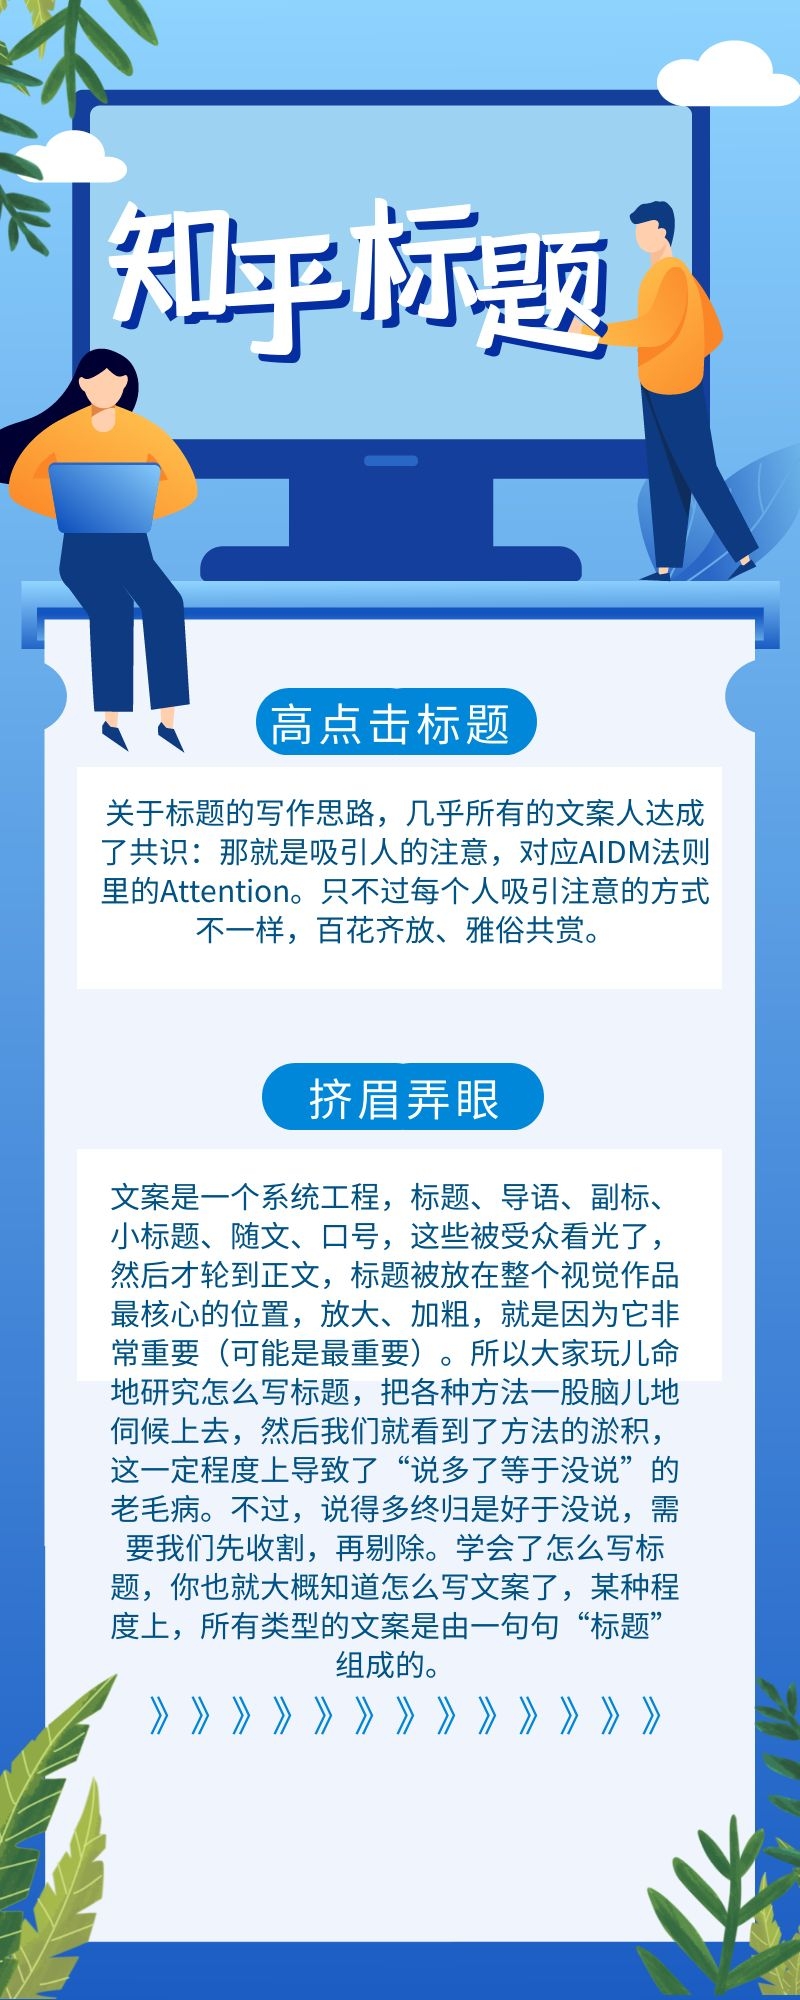 知乎标题
高点击标题
关于标题的写作思路，几乎所有的文案人达成
了共识：那就是吸引人的注意，对应AIDM法则
里的Attention。只不过每个人吸引注意的方式
不一样，百花齐放、雅俗共赏。
挤眉弄眼
文案是一个系统工程，标题、导语、副标、
小标题、随文、口号，这些被受众看光了，
然后才轮到正文，标题被放在整个视觉作品
最核心的位置，放大、加粗，就是因为它非
常重要（可能是最重要）。所以大家玩儿命
地研究怎么写标题，把各种方法一股脑儿地
伺候上去，然后我们就看到了方法的淤积，
这一定程度上导致了“说多了等于没说”的
老毛病。不过，说得多终归是好于没说，需
要我们先收割，再剔除。学会了怎么写标
题，你也就大概知道怎么写文案了，某种程
度上，所有类型的文案是由一句句“标题”
组成的。
》》》》》》》》》》》》》